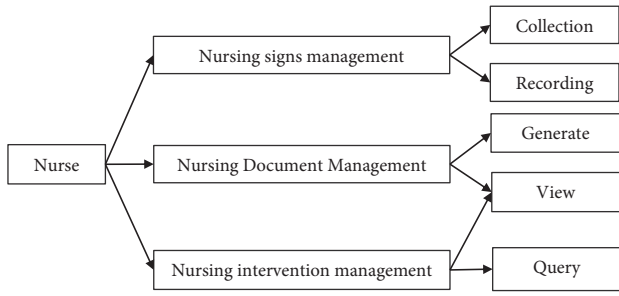 Nurse
Nursing signs management
Nursing Document Management
Nursing intervention management
Collection
Recording
Generate
View
Query